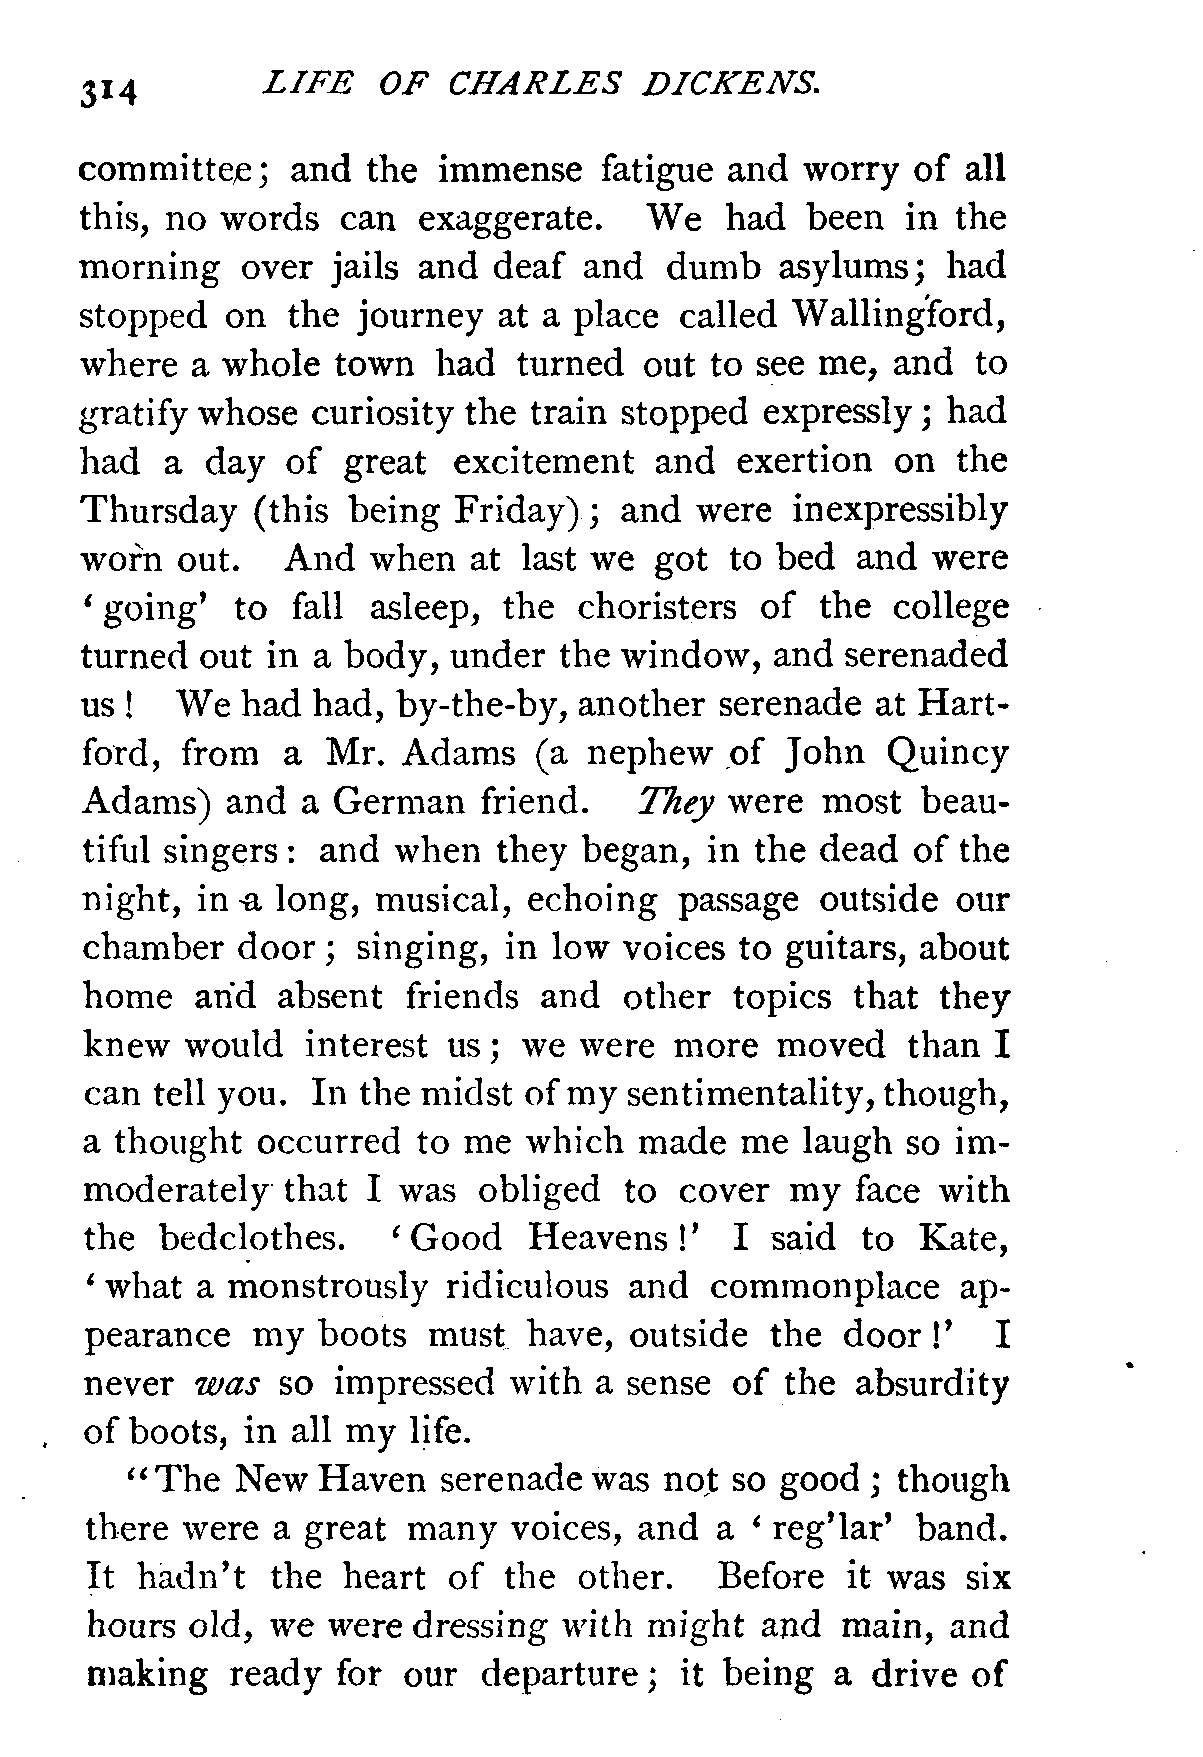 314 LIFE OF CHARLES DICKENS.
committee; and the immense fatigue and worry of all
this, no words can exaggerate. We had been in the
morning over jails and deaf and dumb asylums; had
stopped on the journey at a place called Wallingford,
where a whole town had turned out to see me, and to
gratify whose curiosity the train stopped expressly; had
had a day of great excitement and exertion on the
Thursday (this being Friday); and were inexpressibly
worn out. And when at last we got to bed and were
‘going’ to fall asleep, the choristers of the college
turned out in a body, under the window, and serenaded
us! We had had, by-the-by, another serenade at Hart-
ford, from a Mr. Adams (a nephew of John Quincy
Adams) and a German friend. They were most beau-
tiful singers: and when they began, in the dead of the
night, in a long, musical, echoing passage outside our
chamber door; singing, in low voices to guitars, about
home and absent friends and other topics that they
knew would interest us; we were more moved than I
can tell you. In the midst of my sentimentality, though,
a thought occurred to me which made me laugh so im-
moderately that I was obliged to cover my face with
the bedclothes. ‘Good Heavens!’ I said to Kate,
‘what a monstrously ridiculous and commonplace ap-
pearance my boots must have, outside the door!’ I
never was so impressed with a sense of the absurdity
of boots, in all my life.
“The New Haven serenade was not so good; though
there were a great many voices, and a ‘reg’lar’ band.
It hadn’t the heart of the other. Before it was six
hours old, we were dressing with might and main, and
making ready for our departure; it being a drive of